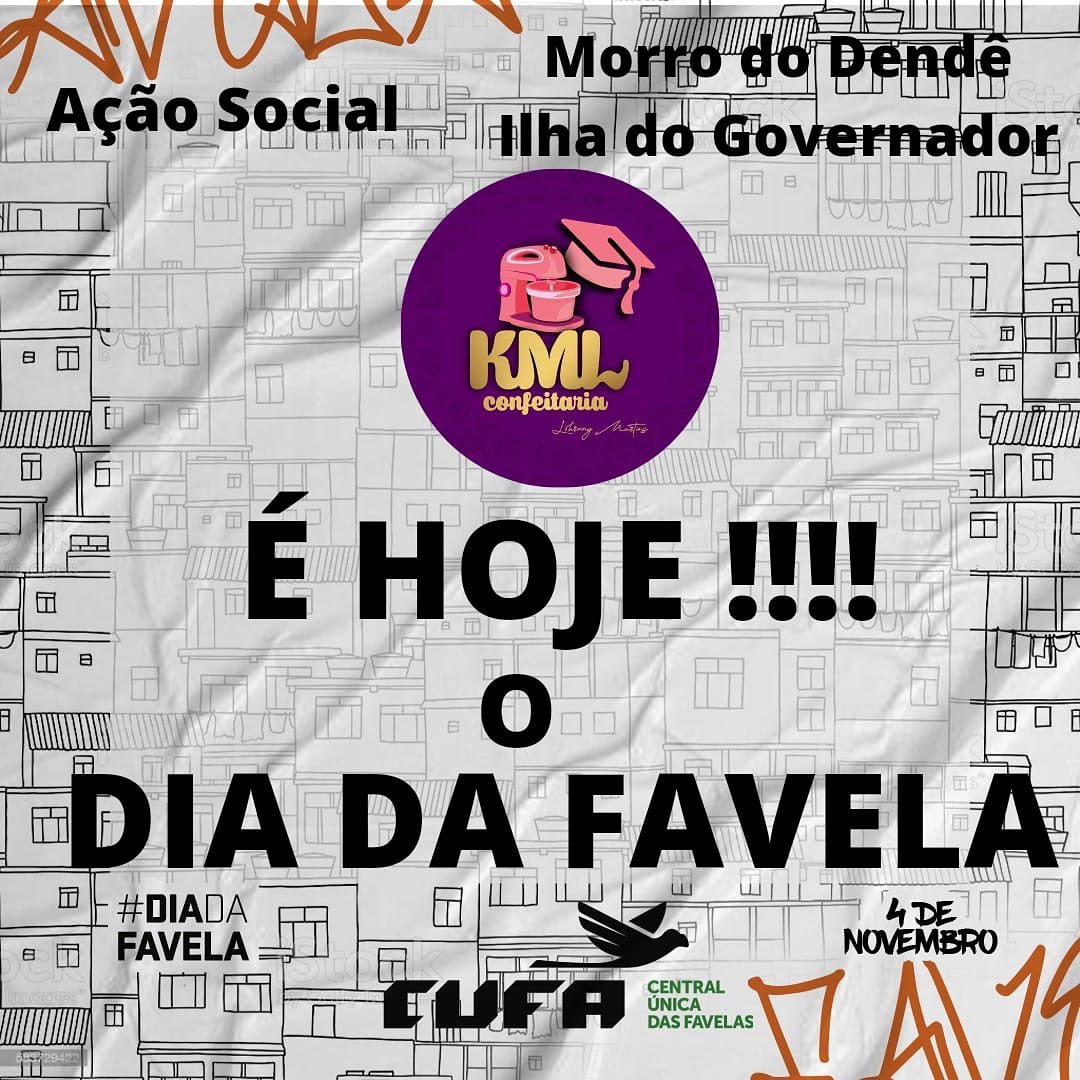 Ação Social
Morro do Dendê
Ilha do Governador
KML
confeitaria
É HOJE !!!!
O
DIA DA FAVELA
#DIADA
FAVELA
4 DE
NOVEMBRO
CUFA
CENTRAL
ÚNICA
DAS FAVELAS
583729422